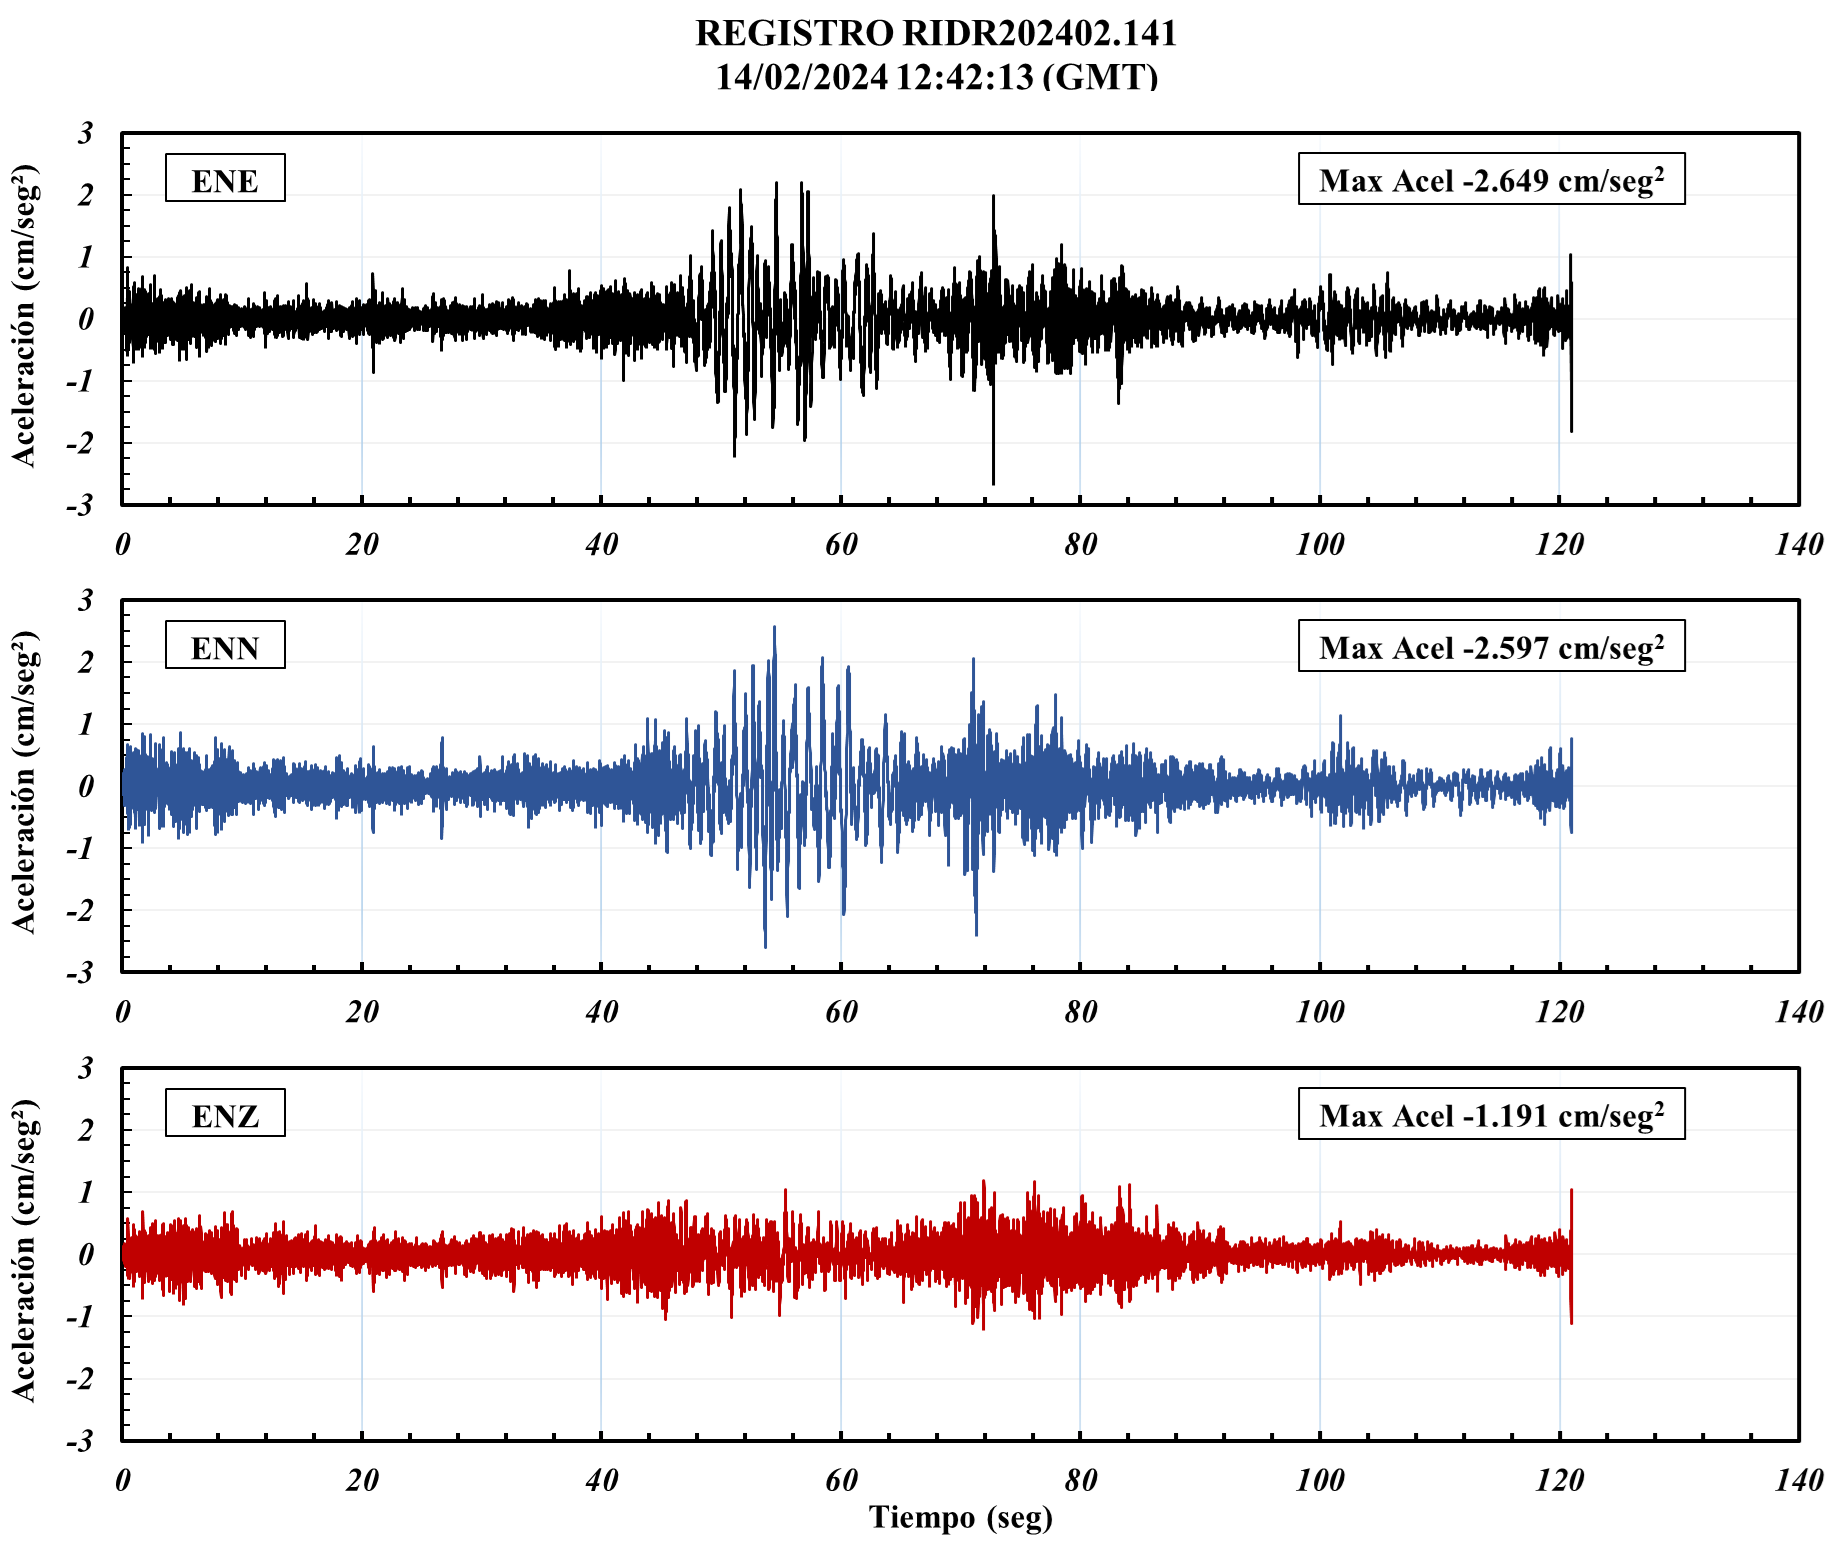 REGISTRO RIDR202402.141
14/02/2024 12:42:13 (GMT)
ENE
Max Acel -2.649 cm/seg²
Aceleración (cm/seg²)
3
2
1
0
-1
-2
-3
0 20 40 60 80 100 120 140
ENN
Max Acel -2.597 cm/seg²
Aceleración (cm/seg²)
3
2
1
0
-1
-2
-3
0 20 40 60 80 100 120 140
ENZ
Max Acel -1.191 cm/seg²
Aceleración (cm/seg²)
3
2
1
0
-1
-2
-3
0 20 40 60 80 100 120 140
Tiempo (seg)